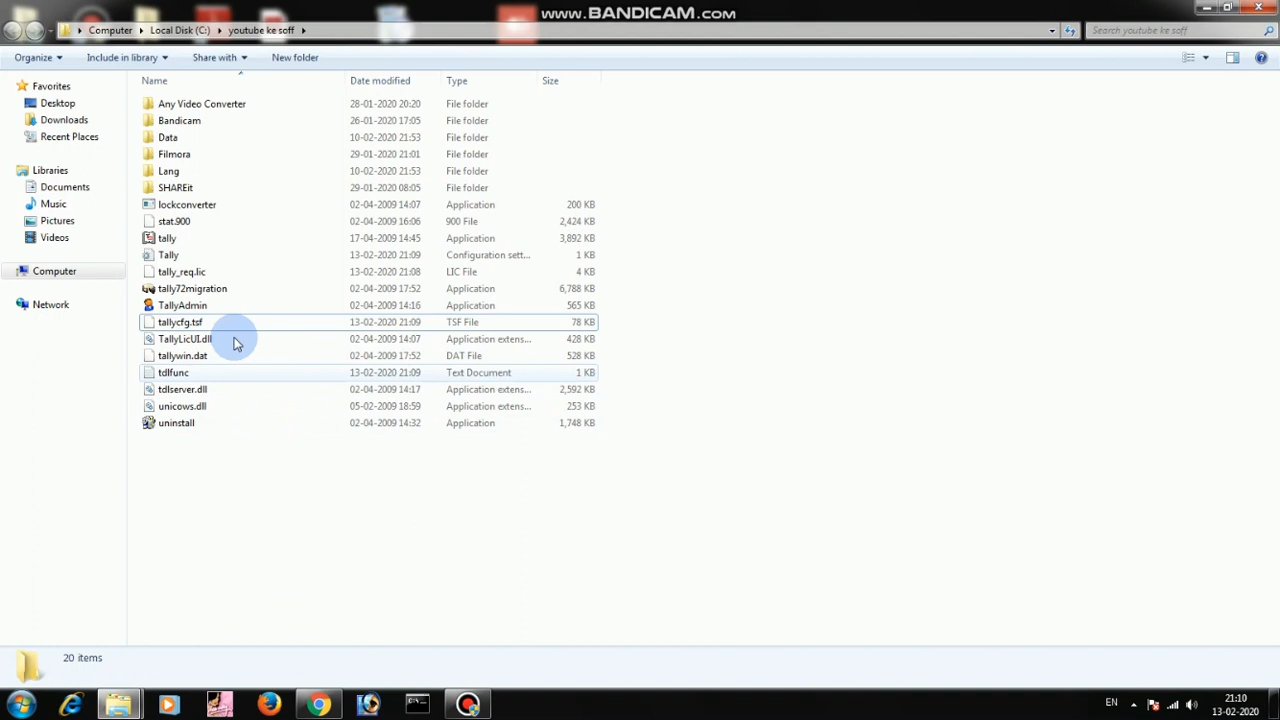 www.BANDICAM.com
Computer Local Disk (C:) youtube ke soff
Search youtube ke soff
Organize Include in library Share with New folder
Name Date modified Type Size
Favorites
Desktop
Downloads
Recent Places
Libraries
Documents
Music
Pictures
Videos
Computer
Network
Any Video Converter 28-01-2020 20:20 File folder
Bandicam 26-01-2020 17:05 File folder
Data 10-02-2020 21:53 File folder
Filmora 29-01-2020 21:01 File folder
Lang 10-02-2020 21:53 File folder
SHAREit 29-01-2020 08:05 File folder
lockconverter 02-04-2009 14:07 Application 200 KB
stat.900 02-04-2009 16:06 900 File 2,424 KB
tally 17-04-2009 14:45 Application 3,892 KB
Tally 13-02-2020 21:09 Configuration sett... 1 KB
tally_req.lic 13-02-2020 21:08 LIC File 4 KB
tally72migration 02-04-2009 17:52 Application 6,788 KB
TallyAdmin 02-04-2009 14:16 Application 565 KB
tallycfg.tsf 13-02-2020 21:09 TSF File 78 KB
TallyLicUI.dll 02-04-2009 14:07 Application extens... 428 KB
tallywin.dat 02-04-2009 17:52 DAT File 528 KB
tdlfunc 13-02-2020 21:09 Text Document 1 KB
tdlserver.dll 02-04-2009 14:17 Application extens... 2,592 KB
unicows.dll 05-02-2009 18:59 Application extens... 253 KB
uninstall 02-04-2009 14:32 Application 1,748 KB
20 items
EN
21:10
13-02-2020